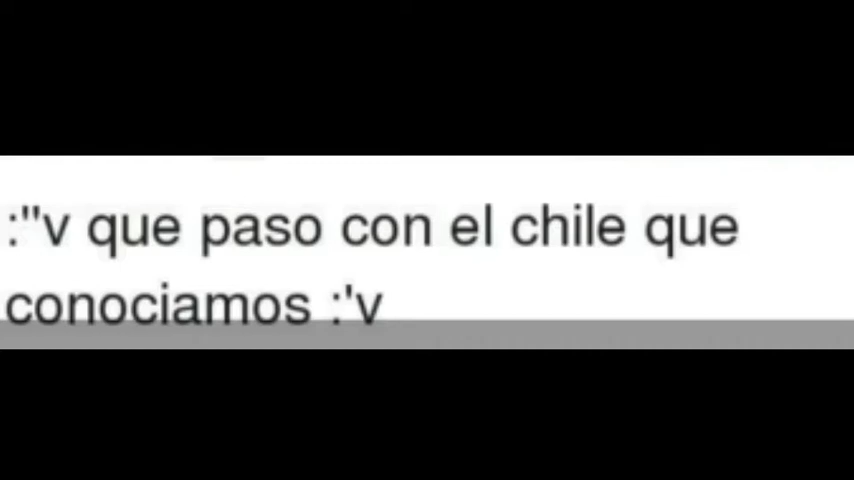 :"v que paso con el chile que
conociamos :'v